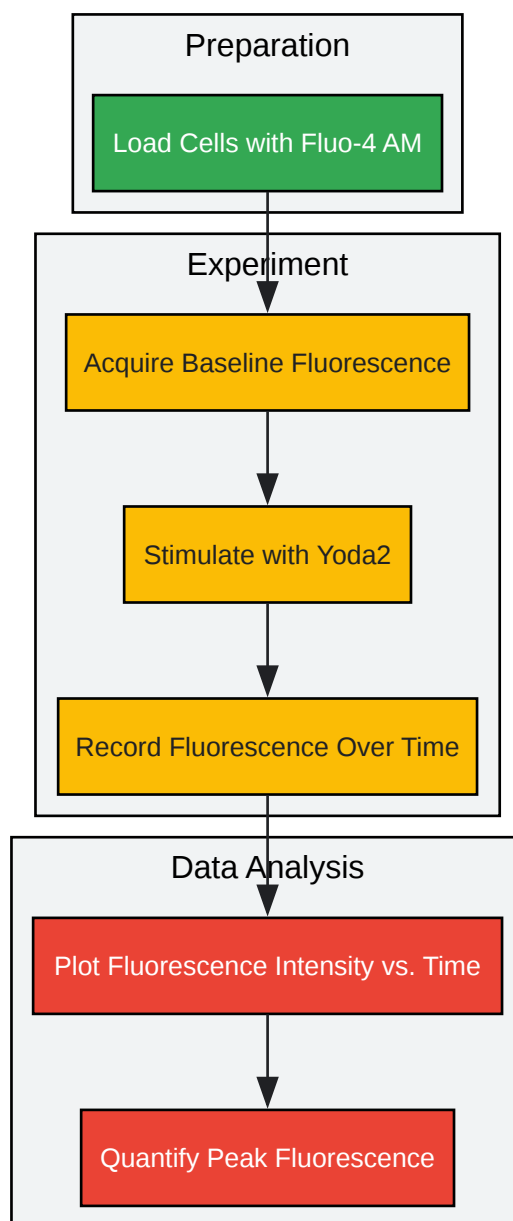 Preparation
Load Cells with Fluo-4 AM
Experiment
Acquire Baseline Fluorescence
Stimulate with Yoda2
Record Fluorescence Over Time
Data Analysis
Plot Fluorescence Intensity vs. Time
Quantify Peak Fluorescence